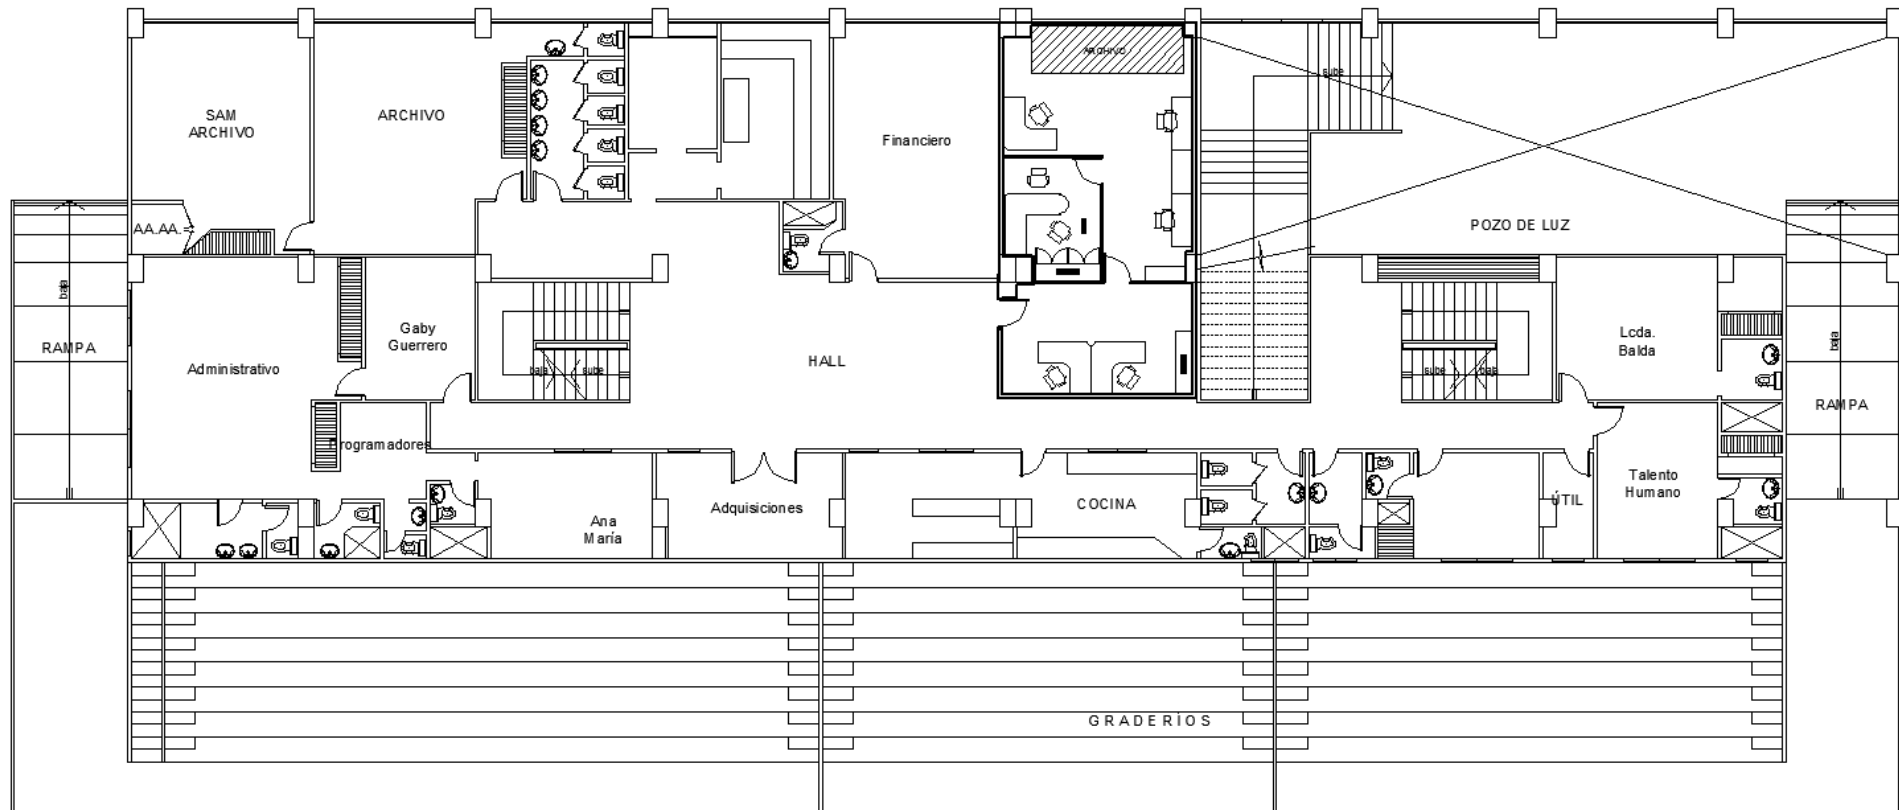 ARCHIVO
sube
SAM
ARCHIVO
ARCHIVO
Financiero
POZO DE LUZ
AA.AA.
baja
RAMPA
Administrativo
Gaby
Guerrero
baja
sube
HALL
sube
baja
Lcda.
Balda
baja
RAMPA
Programadores
Ana
María
Adquisiciones
COCINA
ÚTIL
Talento
Humano
GRADERÍOS